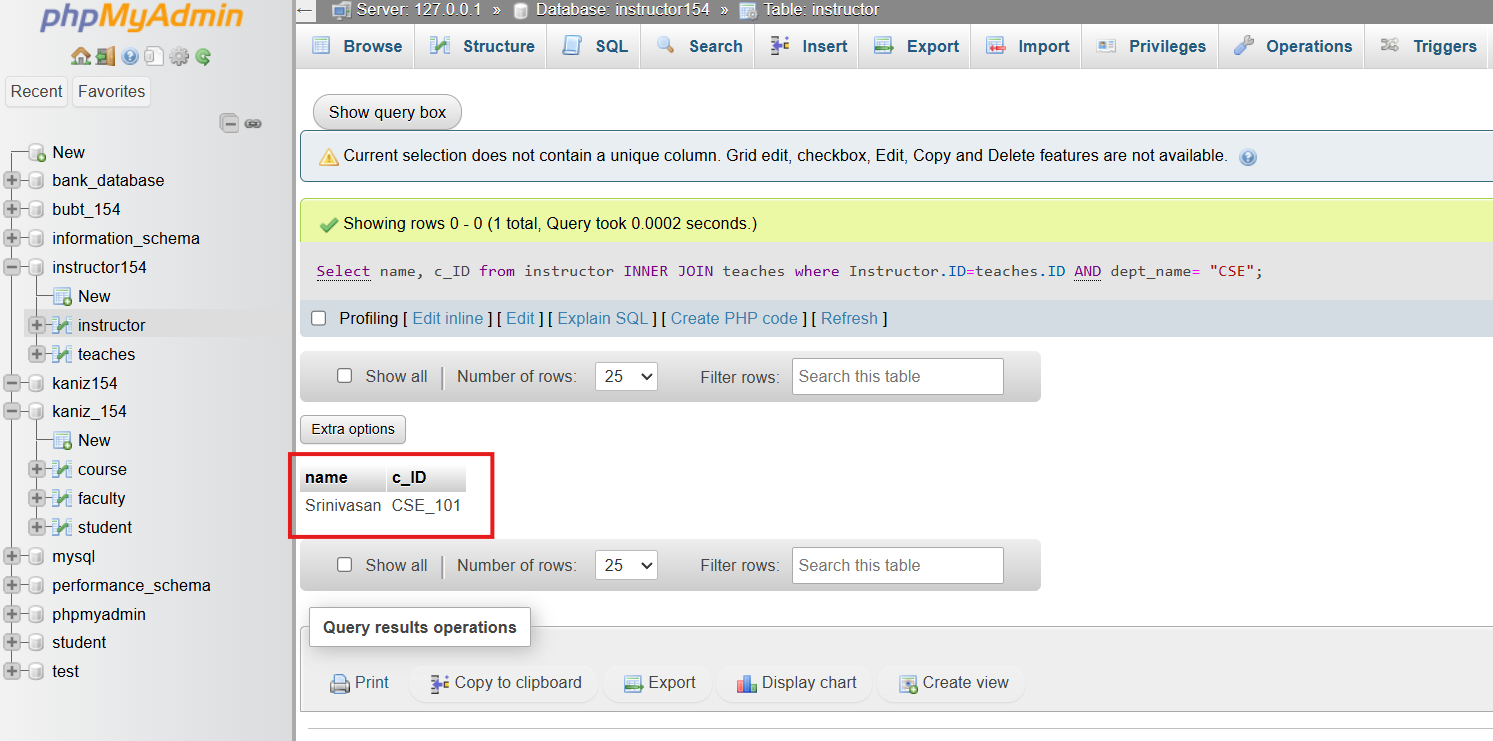 phpMyAdmin
Recent Favorites
New
bank_database
bubt_154
information_schema
instructor154
New
instructor
teaches
kaniz154
kaniz_154
New
course
faculty
student
mysql
performance_schema
phpmyadmin
student
test
Server: 127.0.0.1 » Database: instructor154 » Table: instructor
Browse Structure SQL Search Insert Export Import Privileges Operations Triggers
Show query box
Current selection does not contain a unique column. Grid edit, checkbox, Edit, Copy and Delete features are not available.
Showing rows 0 - 0 (1 total, Query took 0.0002 seconds.)
Select name, c_ID from instructor INNER JOIN teaches where Instructor.ID=teaches.ID AND dept_name= "CSE";
Profiling [ Edit inline ] [ Edit ] [ Explain SQL ] [ Create PHP code ] [ Refresh ]
Show all | Number of rows: 25 Filter rows: Search this table
Extra options
name c_ID
Srinivasan CSE_101
Show all | Number of rows: 25 Filter rows: Search this table
Query results operations
Print Copy to clipboard Export Display chart Create view